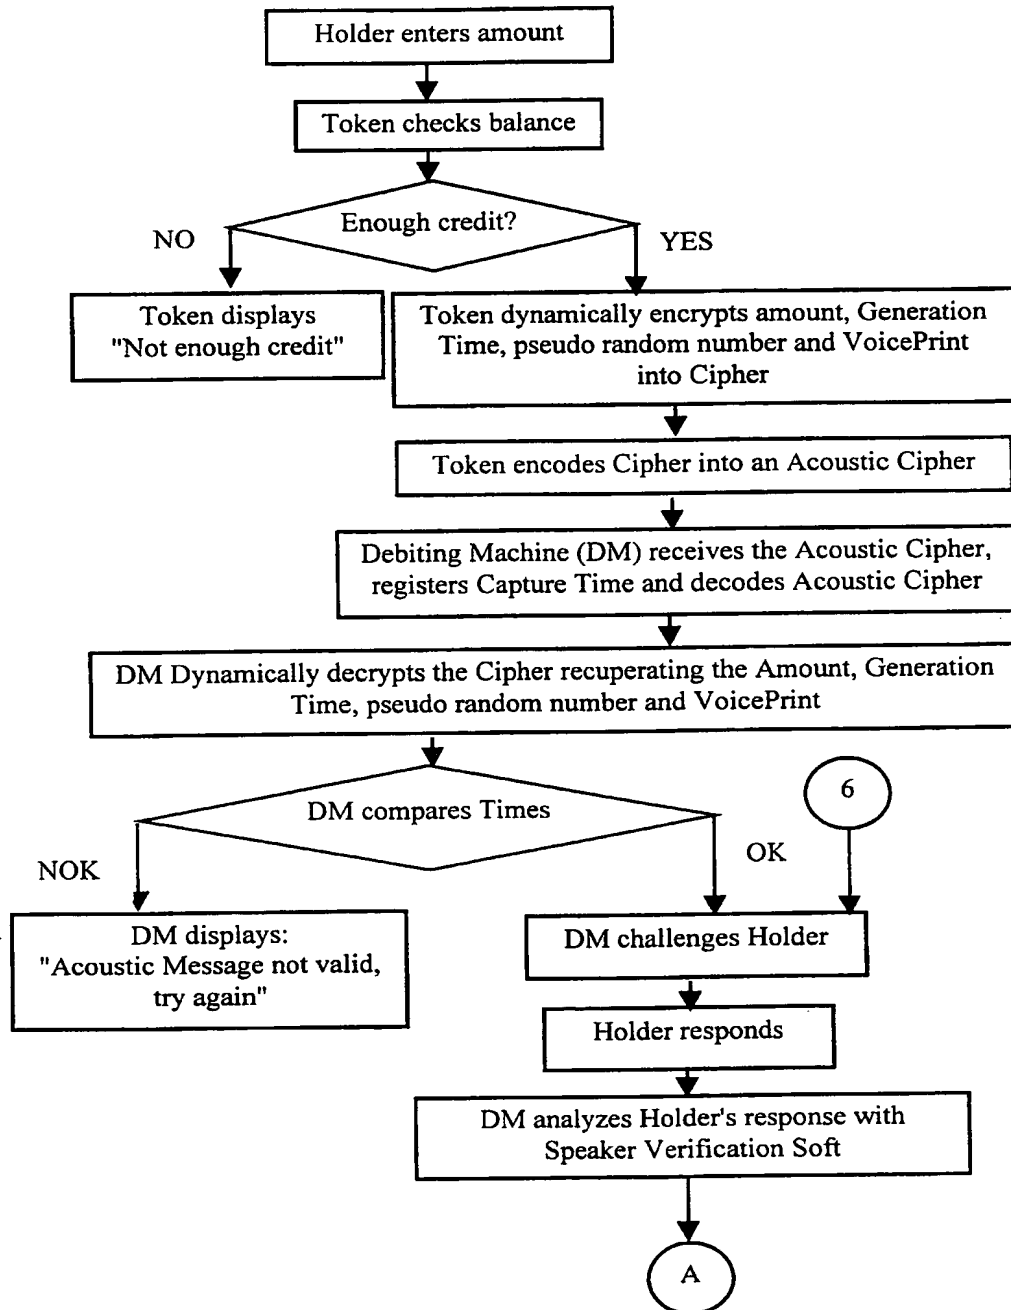 Holder enters amount
Token checks balance
Enough credit?
NO
YES
Token displays
"Not enough credit"
Token dynamically encrypts amount, Generation
Time, pseudo random number and VoicePrint
into Cipher
Token encodes Cipher into an Acoustic Cipher
Debiting Machine (DM) receives the Acoustic Cipher,
registers Capture Time and decodes Acoustic Cipher
DM Dynamically decrypts the Cipher recuperating the Amount, Generation
Time, pseudo random number and VoicePrint
DM compares Times
6
NOK
OK
DM displays:
"Acoustic Message not valid,
try again"
DM challenges Holder
Holder responds
DM analyzes Holder's response with
Speaker Verification Soft
A